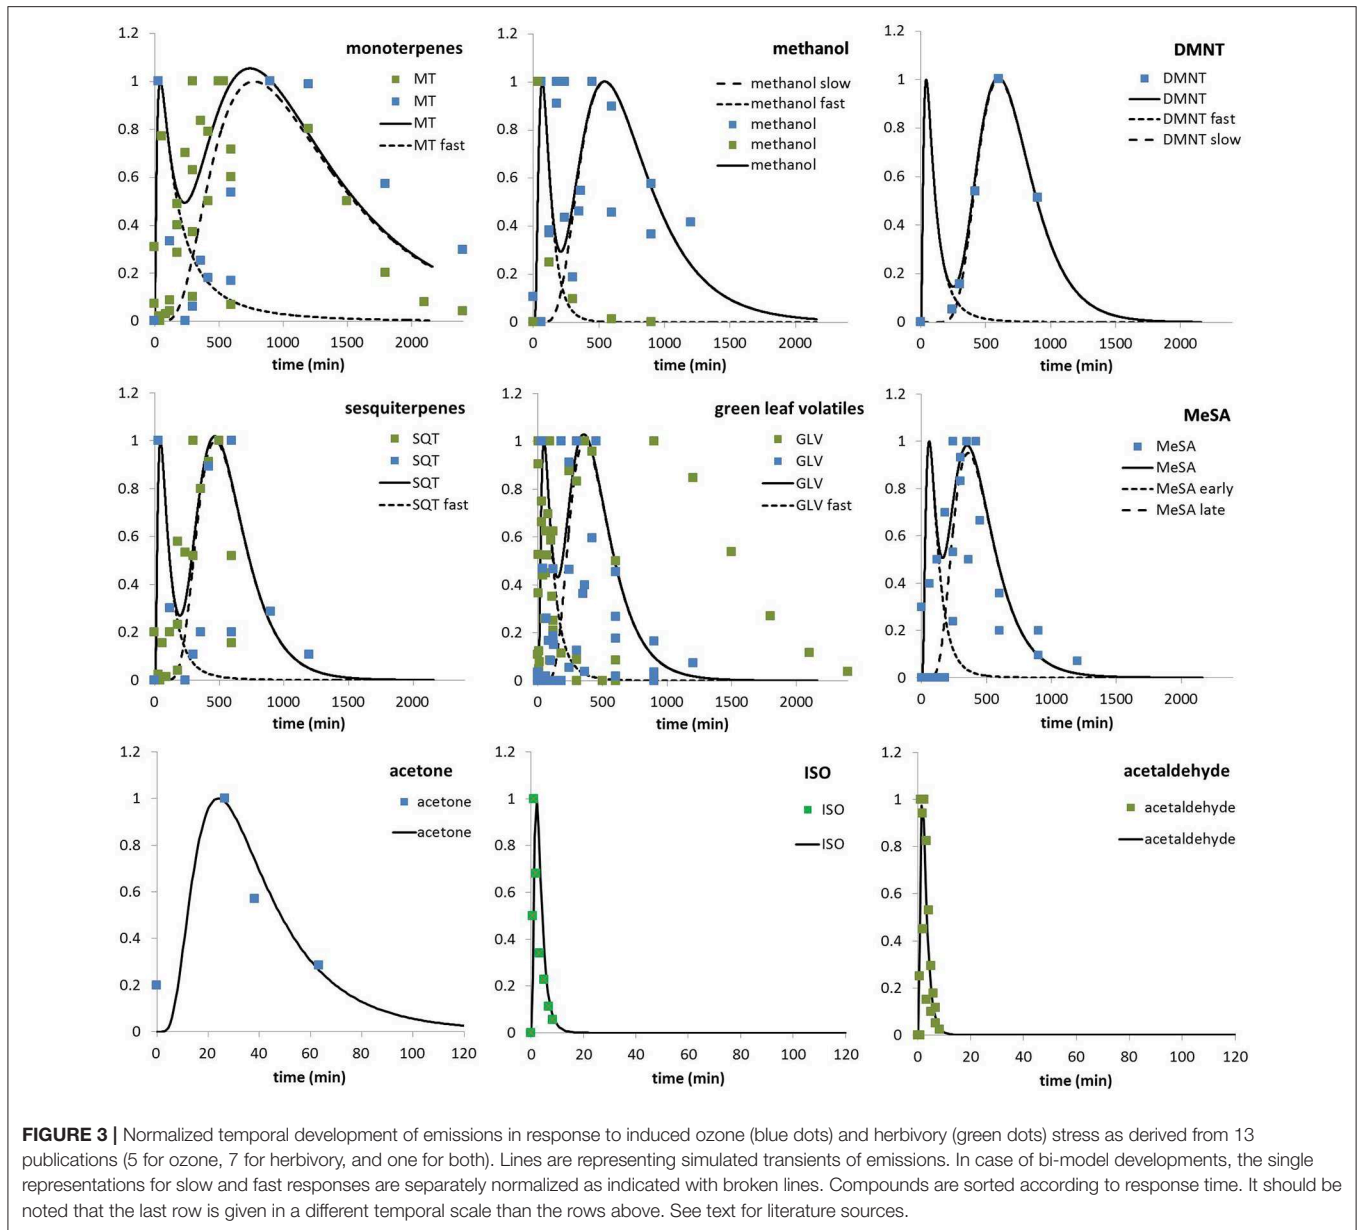 monoterpenes
1.2
1
0.8
0.6
0.4
0.2
0
MT
MT
MT
MT fast
0 500 1000 1500 2000
time (min)
methanol
1.2
1
0.8
0.6
0.4
0.2
0
methanol slow
methanol fast
methanol
methanol
methanol
0 500 1000 1500 2000
time (min)
DMNT
1.2
1
0.8
0.6
0.4
0.2
0
DMNT
DMNT
DMNT fast
DMNT slow
0 500 1000 1500 2000
time (min)
sesquiterpenes
1.2
1
0.8
0.6
0.4
0.2
0
SQT
SQT
SQT
SQT fast
0 500 1000 1500 2000
time (min)
green leaf volatiles
1.2
1
0.8
0.6
0.4
0.2
0
GLV
GLV
GLV
GLV fast
0 500 1000 1500 2000
time (min)
MeSA
1.2
1
0.8
0.6
0.4
0.2
0
MeSA
MeSA
MeSA early
MeSA late
0 500 1000 1500 2000
time (min)
acetone
1.2
1
0.8
0.6
0.4
0.2
0
acetone
acetone
0 20 40 60 80 100 120
time (min)
ISO
1.2
1
0.8
0.6
0.4
0.2
0
ISO
ISO
0 20 40 60 80 100 120
time (min)
acetaldehyde
1.2
1
0.8
0.6
0.4
0.2
0
acetaldehyde
acetaldehyde
0 20 40 60 80 100 120
time (min)
FIGURE 3 | Normalized temporal development of emissions in response to induced ozone (blue dots) and herbivory (green dots) stress as derived from 13
publications (5 for ozone, 7 for herbivory, and one for both). Lines are representing simulated transients of emissions. In case of bi-model developments, the single
representations for slow and fast responses are separately normalized as indicated with broken lines. Compounds are sorted according to response time. It should be
noted that the last row is given in a different temporal scale than the rows above. See text for literature sources.